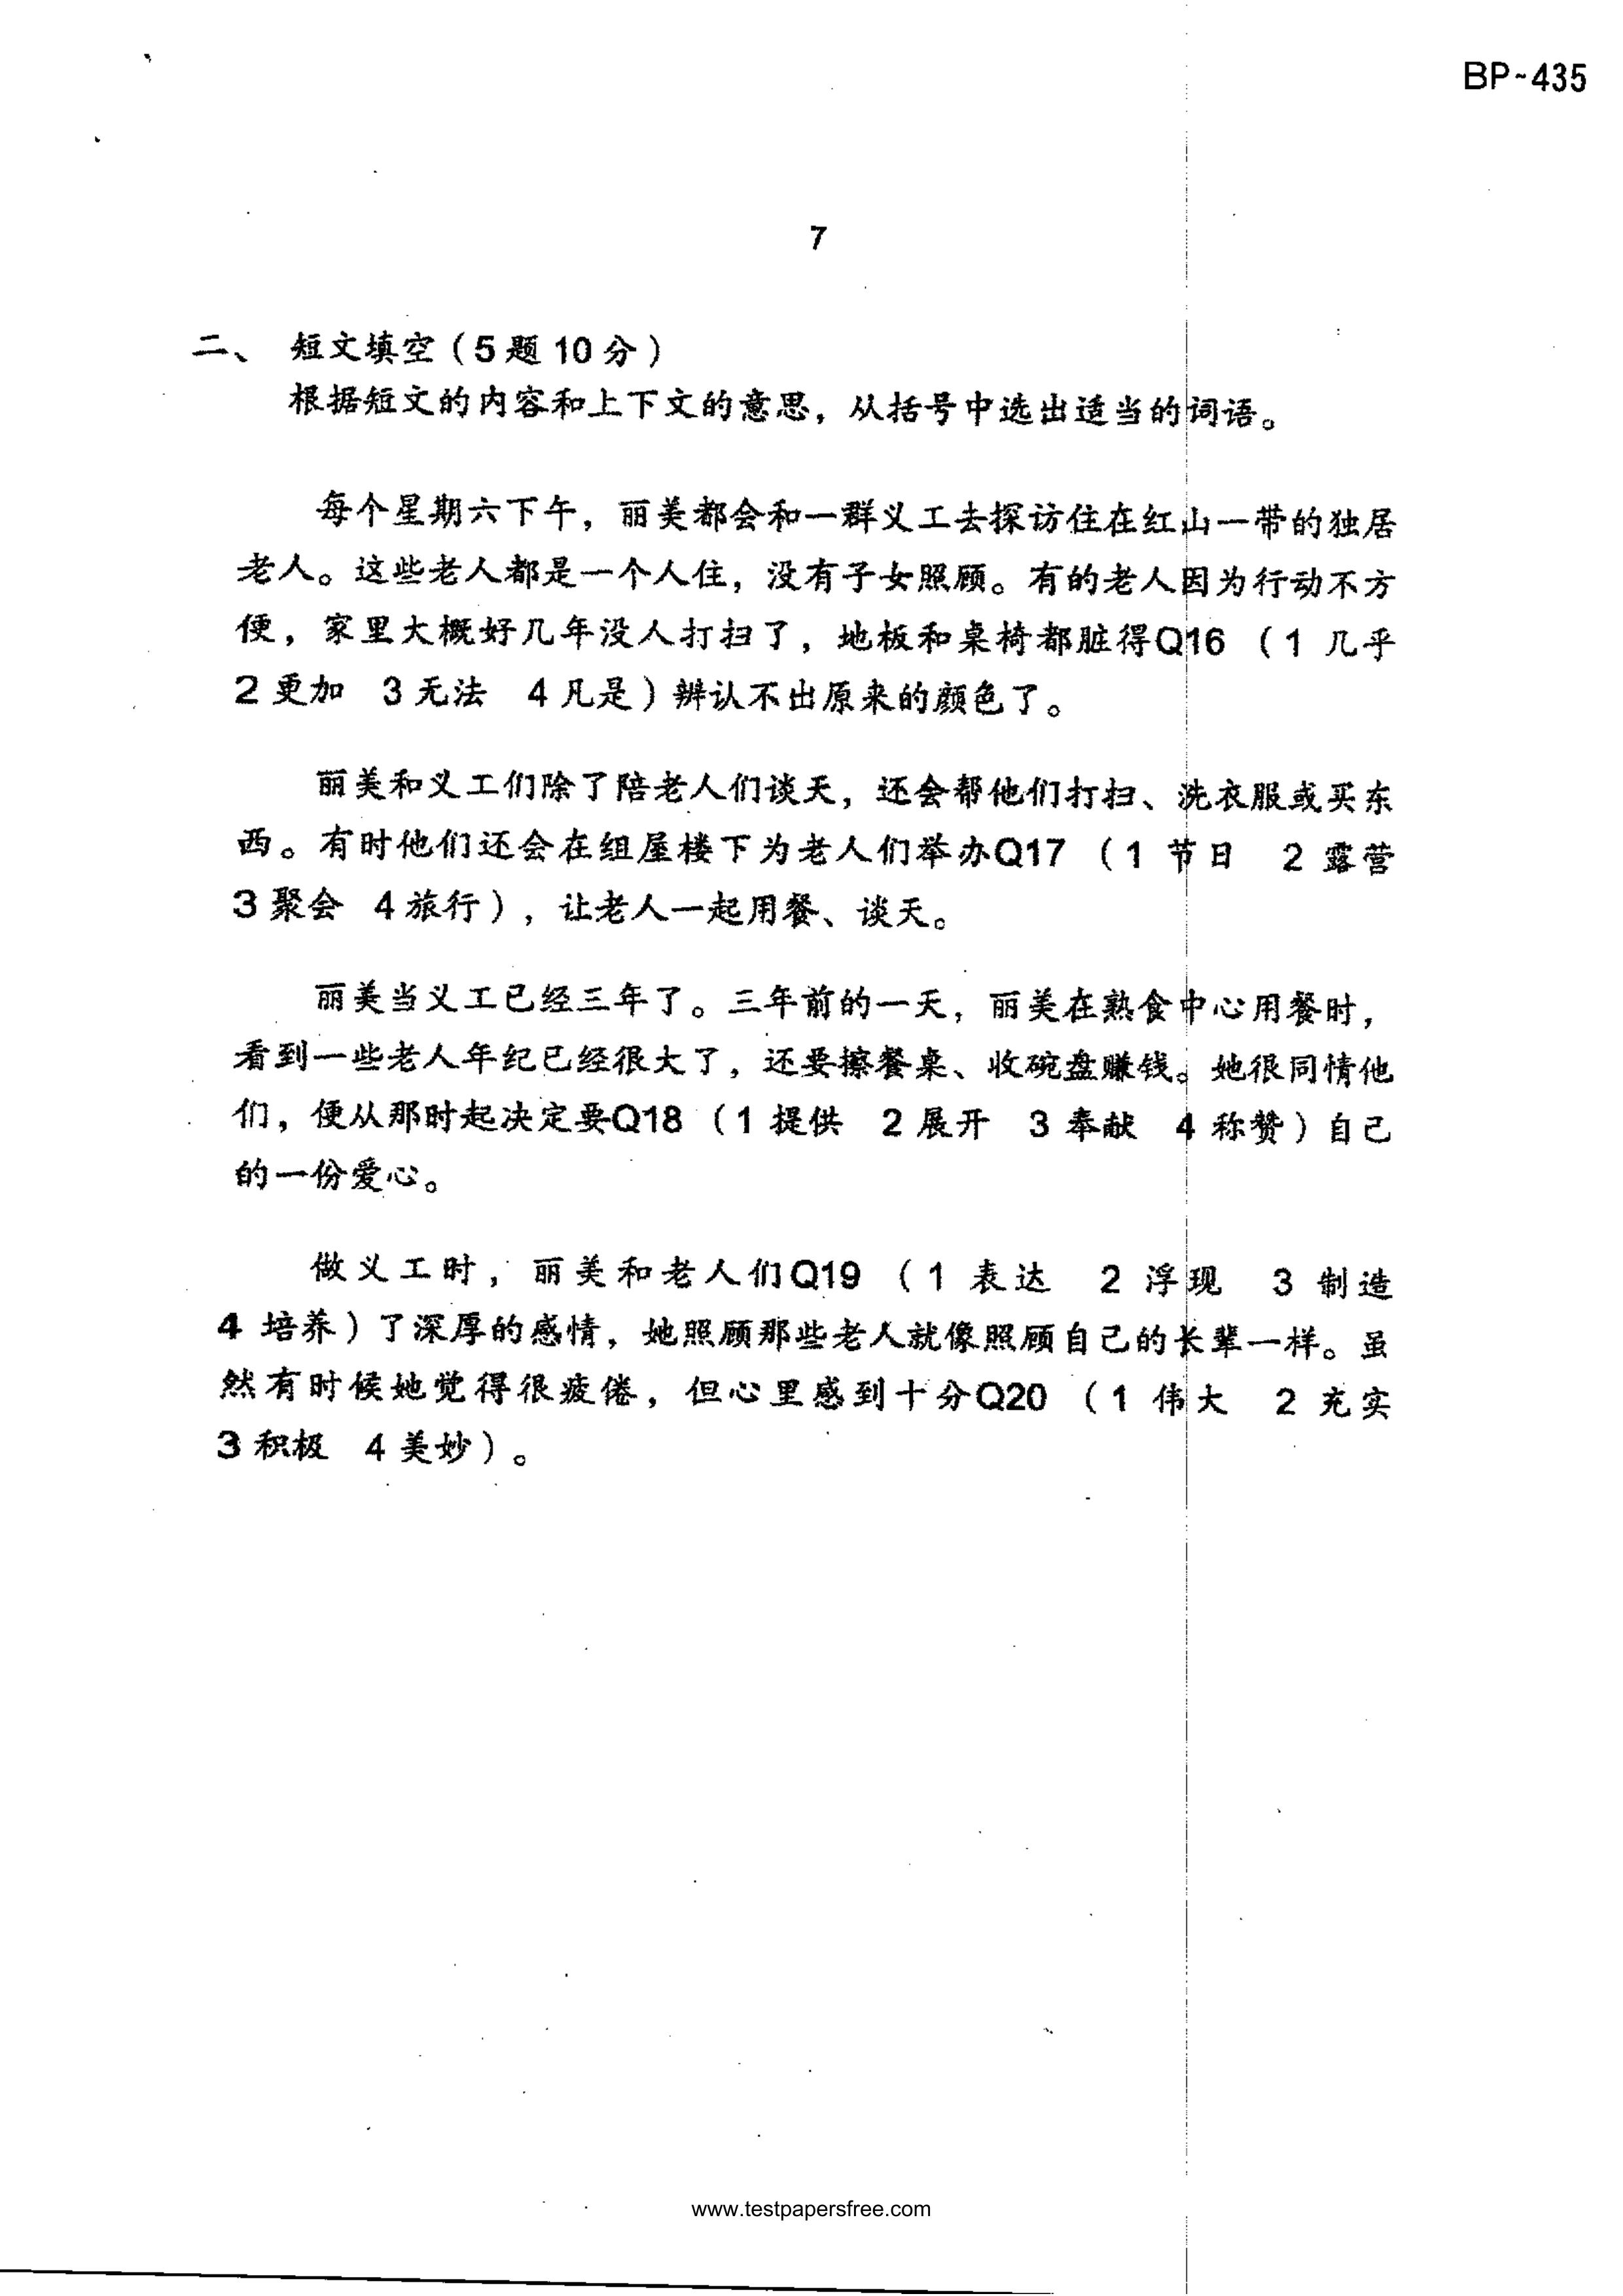 BP-435
7
二、 短文填空（5题10分）
根据短文的内容和上下文的意思，从括号中选出适当的词语。
每个星期六下午，丽美都会和一群义工去探访住在红山一带的独居
老人。这些老人都是一个人住，没有子女照顾。有的老人因为行动不方
便，家里大概好几年没人打扫了，地板和桌椅都脏得Q16（1 几乎
2更加 3无法 4凡是）辨认不出原来的颜色了。
丽美和义工们除了陪老人们谈天，还会帮他们打扫、洗衣服或买东
西。有时他们还会在组屋楼下为老人们举办Q17（1 节日 2 露营
3聚会 4旅行），让老人一起用餐、谈天。
丽美当义工已经三年了。三年前的一天，丽美在熟食中心用餐时，
看到一些老人年纪已经很大了，还要擦餐桌、收碗盘赚钱。她很同情他
们，便从那时起决定要Q18（1 提供 2 展开 3 奉献 4 称赞）自己
的一份爱心。
做义工时，丽美和老人们Q19（1 表达 2 浮现 3 制造
4 培养）了深厚的感情，她照顾那些老人就像照顾自己的长辈一样。虽
然有时候她觉得很疲倦，但心里感到十分Q20（1 伟大 2 充实
3积极 4美妙）。
www.testpapersfree.com